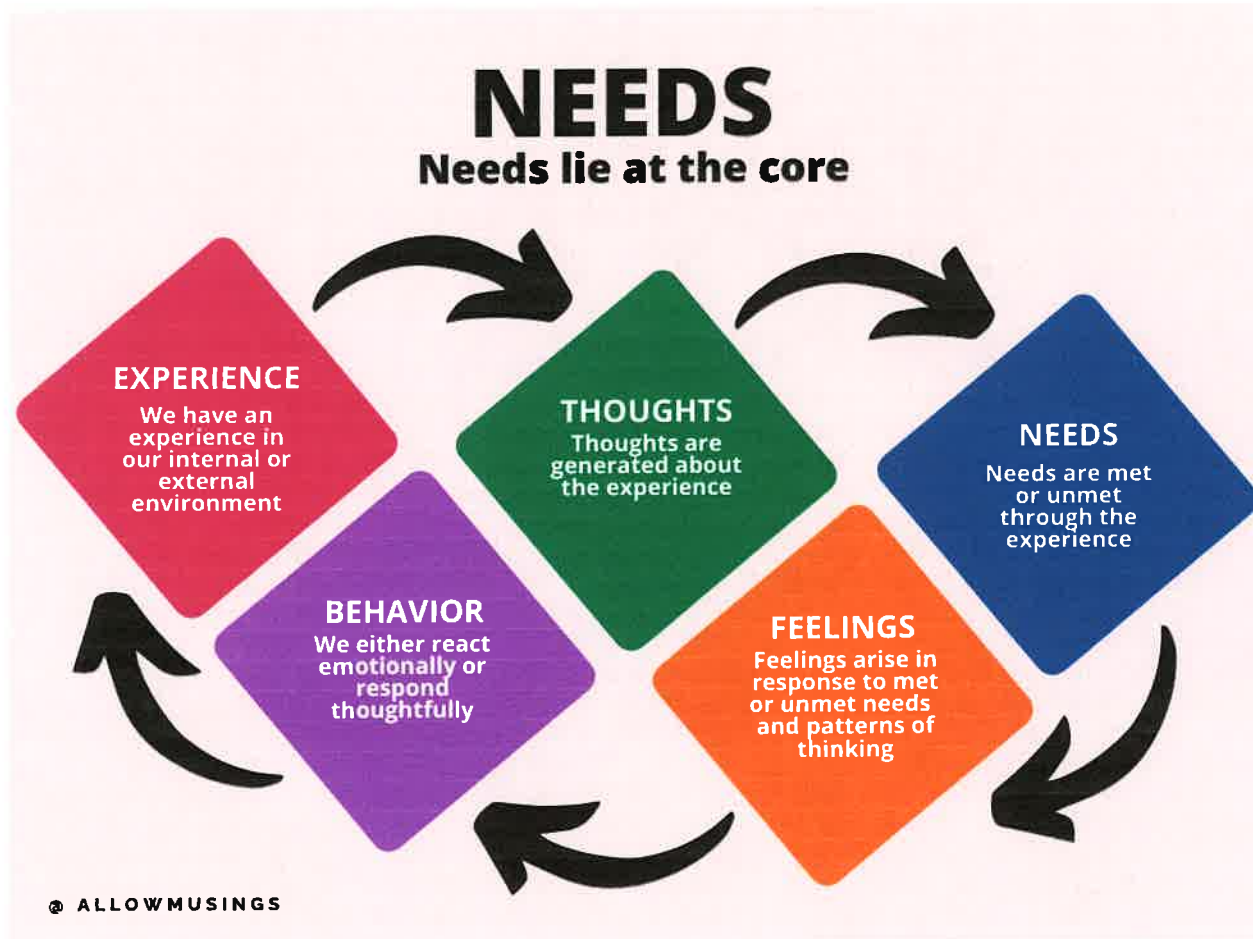 NEEDS
Needs lie at the core
EXPERIENCE
We have an
experience in
our internal or
external
environment
THOUGHTS
Thoughts are
generated about
the experience
NEEDS
Needs are met
or unmet
through the
experience
BEHAVIOR
We either react
emotionally or
respond
thoughtfully
FEELINGS
Feelings arise in
response to met
or unmet needs
and patterns of
thinking
@ ALLOWMUSINGS